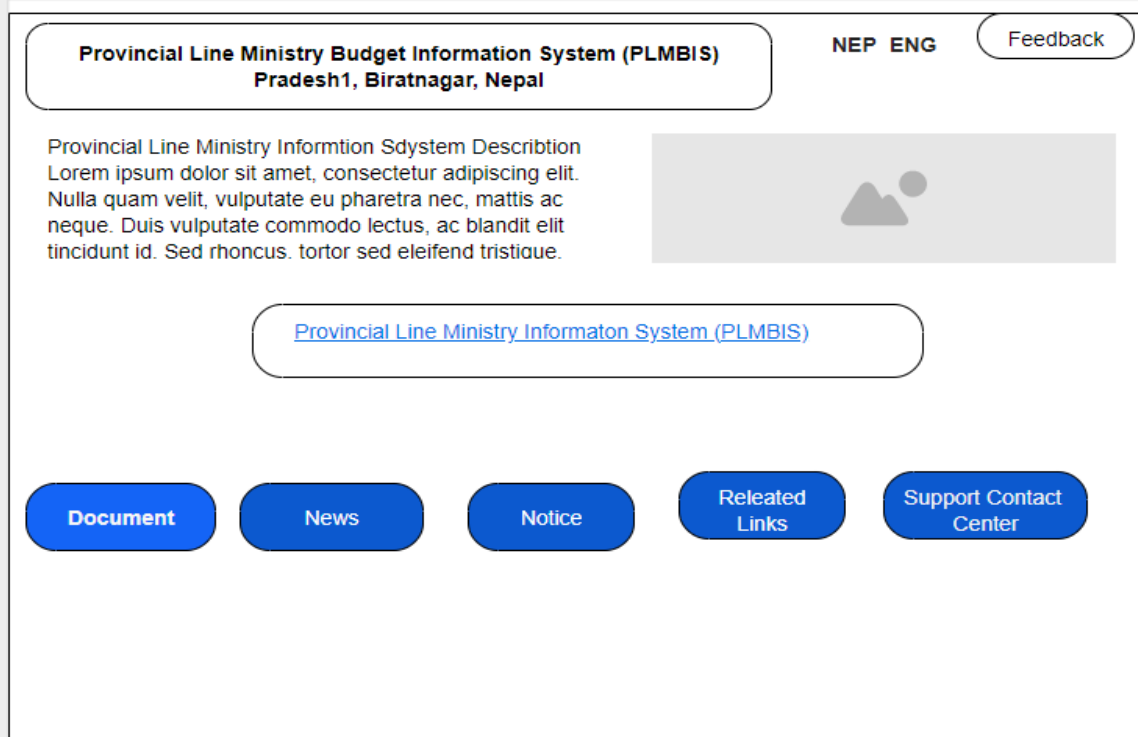 Provincial Line Ministry Budget Information System (PLMBIS)
Pradesh1, Biratnagar, Nepal
NEP ENG
Feedback
Provincial Line Ministry Informtion Sdystem Describtion
Lorem ipsum dolor sit amet, consectetur adipiscing elit.
Nulla quam velit, vulputate eu pharetra nec, mattis ac
neque. Duis vulputate commodo lectus, ac blandit elit
tincidunt id. Sed rhoncus, tortor sed eleifend tristique,
Provincial Line Ministry Informaton System (PLMBIS)
Document
News
Notice
Releated
Links
Support Contact
Center